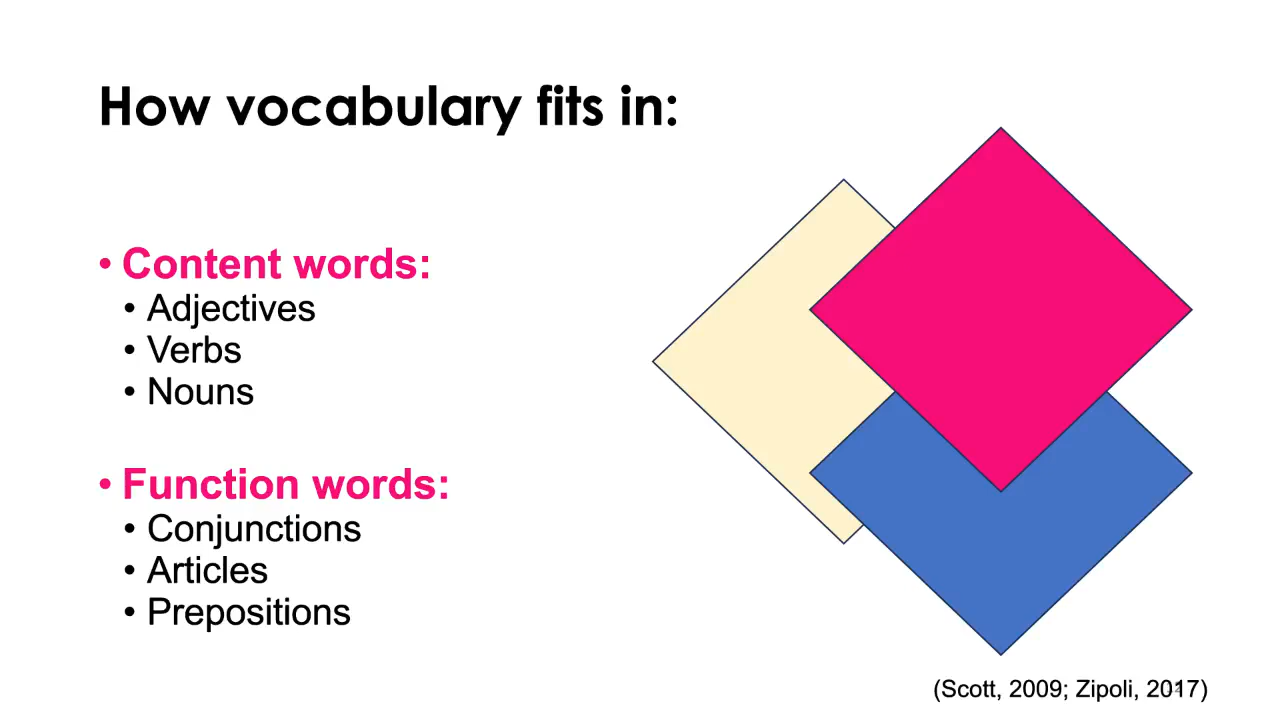 How vocabulary fits in:
• Content words:
• Adjectives
• Verbs
• Nouns
• Function words:
• Conjunctions
• Articles
• Prepositions
(Scott, 2009; Zipoli, 2017)